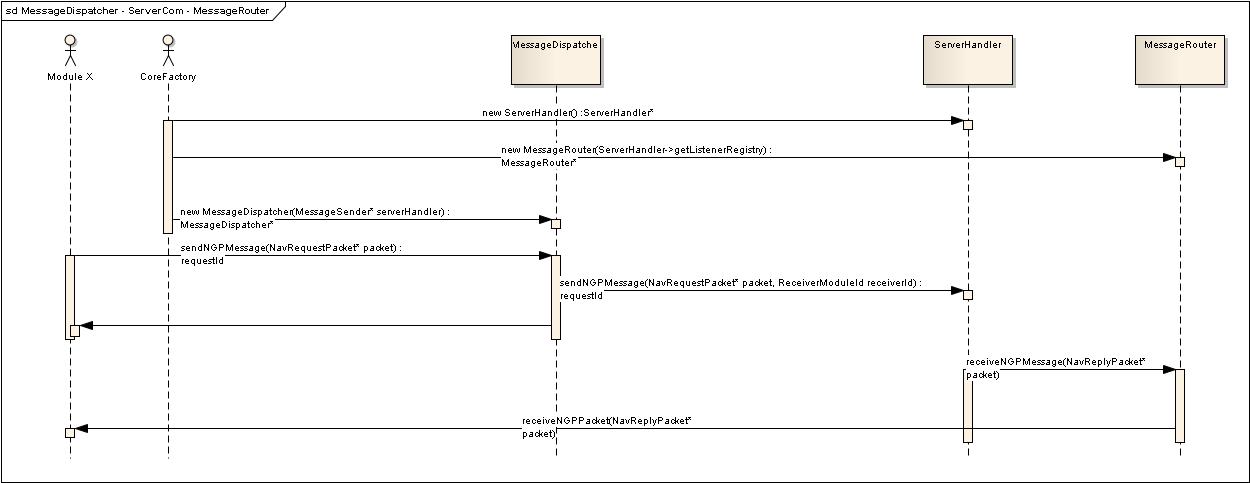 sd MessageDispatcher - ServerCom - MessageRouter
Module X
CoreFactory
MessageDispatche
ServerHandler
MessageRouter
new ServerHandler() :ServerHandler*
new MessageRouter(ServerHandler->getListenerRegistry) :
MessageRouter*
new MessageDispatcher(MessageSender* serverHandler) :
MessageDispatcher*
sendNGPMessage(NavRequestPacket* packet) :
requestId
sendNGPMessage(NavRequestPacket* packet, ReceiverModuleId receiverId) :
requestId
receiveNGPMessage(NavReplyPacket*
packet)
receiveNGPPacket(NavReplyPacket*
packet)